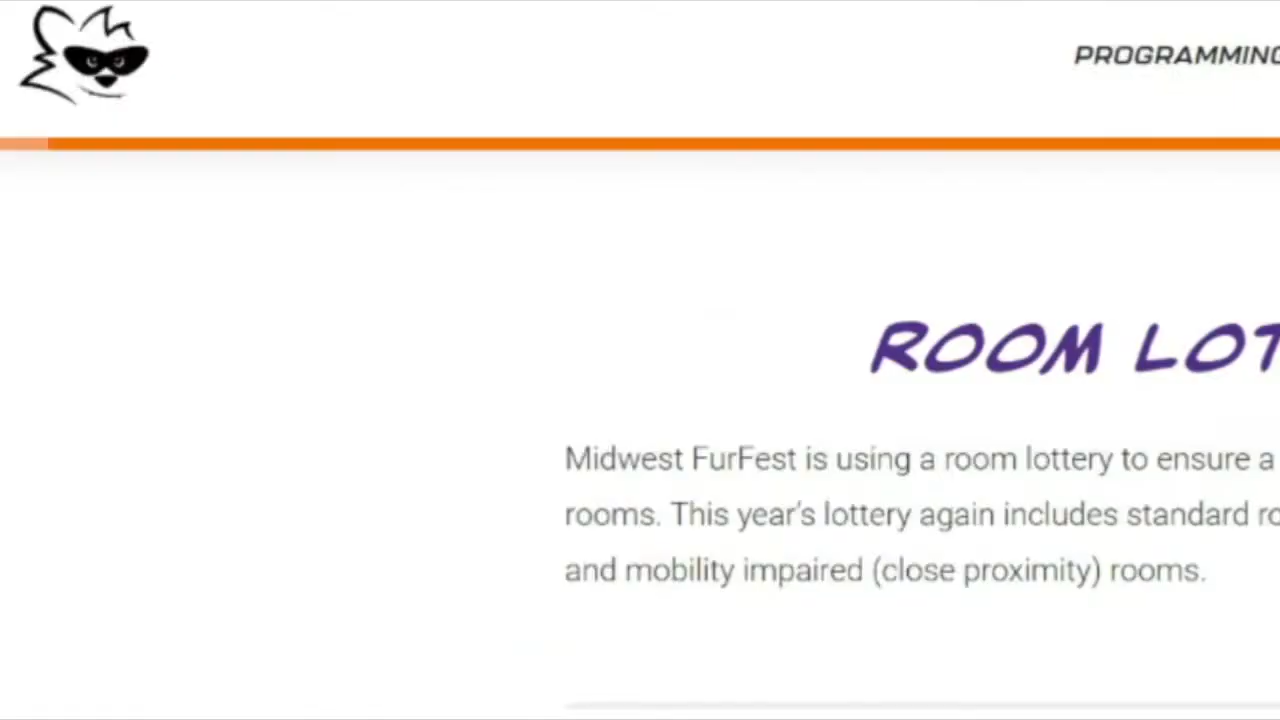 PROGRAMMING
ROOM LOT
Midwest FurFest is using a room lottery to ensure a
rooms. This year's lottery again includes standard ro
and mobility impaired (close proximity) rooms.